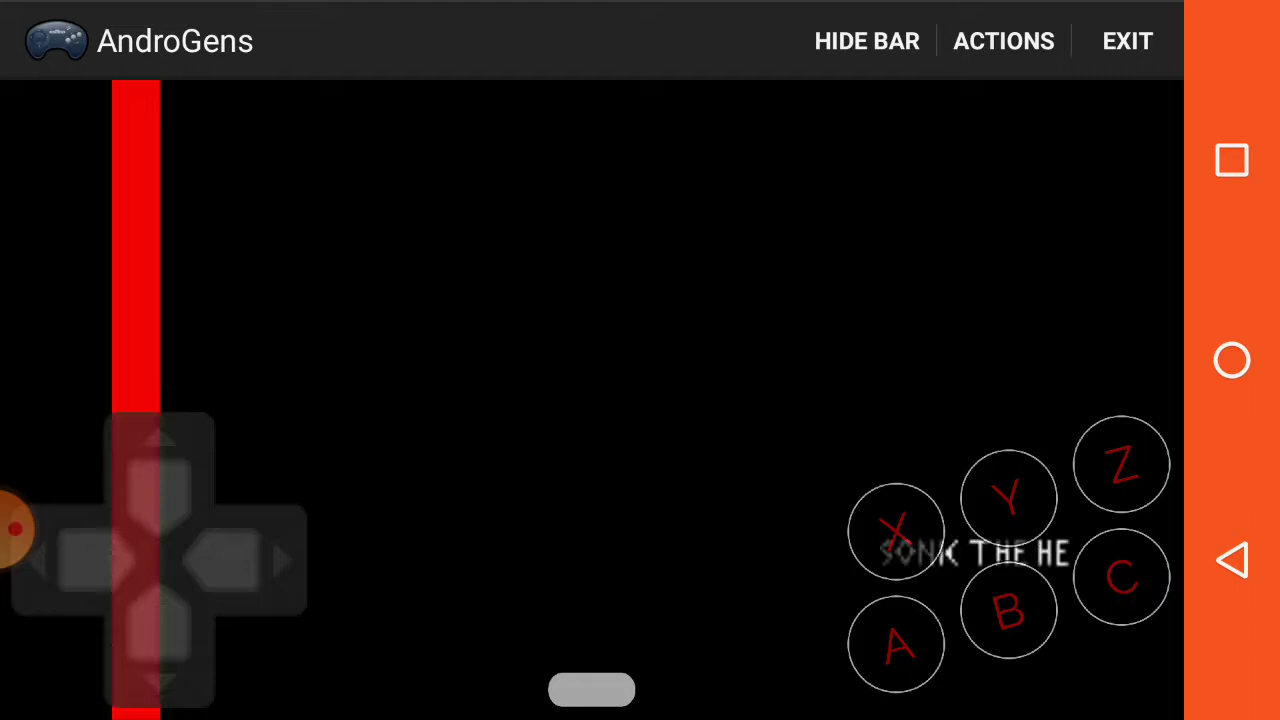 AndroGens
HIDE BAR
ACTIONS
EXIT
Z
Y
X
SONIC THE HE
C
B
A